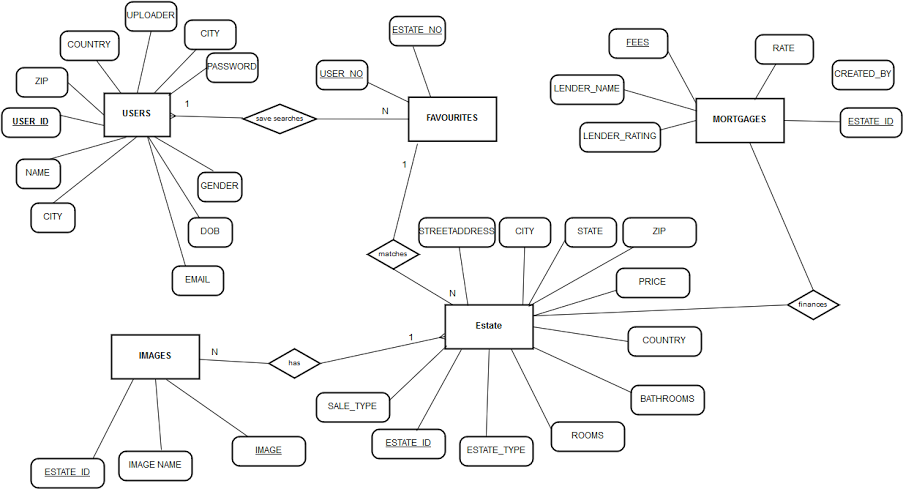 UPLOADER
ESTATE_NO
COUNTRY
CITY
FEES
RATE
ZIP
PASSWORD
USER_NO
CREATED_BY
LENDER_NAME
1
USERS
save searches
N
FAVOURITES
MORTGAGES
USER_ID
ESTATE_ID
LENDER_RATING
NAME
1
GENDER
CITY
DOB
STREETADDRESS
CITY
STATE
ZIP
matches
EMAIL
N
PRICE
finances
Estate
1
COUNTRY
IMAGES
N
has
SALE_TYPE
BATHROOMS
ESTATE_ID
ESTATE_TYPE
ROOMS
ESTATE_ID
IMAGE NAME
IMAGE